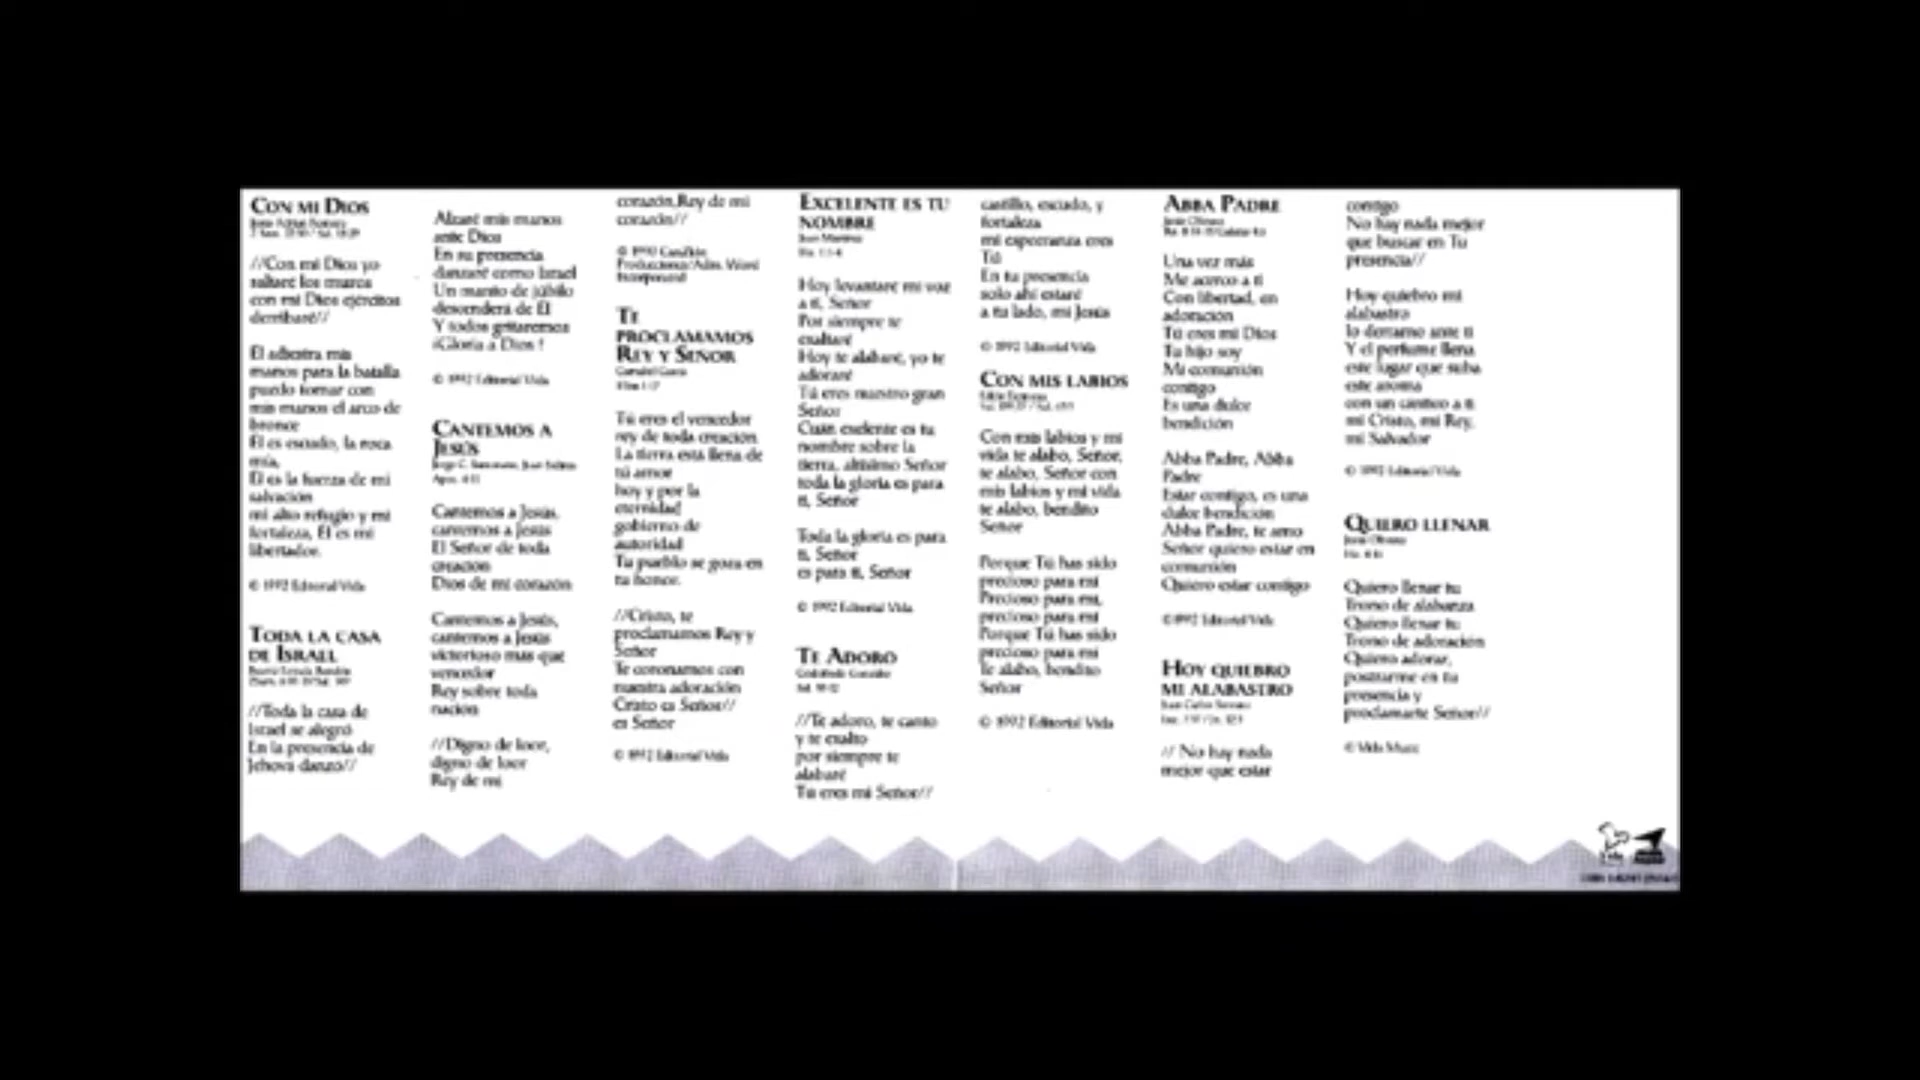 CON MI DIOS
//Con mi Dios yo
saltaré los muros
con mi Dios ejércitos
derribaré//
El adiestra mis
manos para la batalla
puedo tomar con
mis manos el arco de
bronce
Él es escudo, la roca
mía,
Él es la fuerza de mi
salvación
mi alto refugio y mi
fortaleza, Él es mi
libertador.
© 1992 Editorial Vida
TODA LA CASA
DE ISRAEL
//Toda la casa de
Israel se alegró
En la presencia de
Jehová danzó//
Alzaré mis manos
ante Dios
En su presencia
danzaré como Israel
Un manto de júbilo
descenderá de Él
Y todos gritaremos
¡Gloria a Dios !
© 1992 Editorial Vida
CANTEMOS A
JESÚS
Cantemos a Jesús,
cantemos a Jesús
El Señor de toda
creación
Dios de mi corazón
Cantemos a Jesús,
cantemos a Jesús
victorioso más que
vencedor
Rey sobre toda
nación
//Digno de loor,
digno de loor
Rey de mi
corazón,Rey de mi
corazón//
Incorporated
TE
PROCLAMAMOS
REY Y SEÑOR
Tú eres el vencedor
rey de toda creación
La tierra está llena de
tú amor
hoy y por la
eternidad
gobierno de
autoridad
Tu pueblo se goza en
tu honor.
//Cristo, te
proclamamos Rey y
Señor
Te coronamos con
nuestra adoración
Cristo es Señor//
es Señor
© 1992 Editorial Vida
EXCELENTE ES TU
NOMBRE
Hoy levantaré mi voz
a ti, Señor
Por siempre te
exaltaré
Hoy te alabaré, yo te
adoraré
Tú eres nuestro gran
Señor
Cuán exelente es tu
nombre sobre la
tierra, altísimo Señor
toda la gloria es para
ti, Señor
Toda la gloria es para
ti, Señor
es para ti, Señor
© 1992 Editorial Vida
TE ADORO
//Te adoro, te canto
y te exalto
por siempre te
alabaré
Tú eres mi Señor//
castillo, escudo, y
fortaleza
mi esperanza eres
Tú
En tu presencia
solo ahí estaré
a tu lado, mi Jesús
© 1992 Editorial Vida
CON MIS LABIOS
Con mis labios y mi
vida te alabo, Señor,
te alabo, Señor con
mis labios y mi vida
te alabo, bendito
Señor
Porque Tú has sido
precioso para mí
Precioso para mí,
precioso para mí
Porque Tú has sido
precioso para mí
Te alabo, bendito
Señor
© 1992 Editorial Vida
ABBA PADRE
Una vez más
Me acerco a ti
Con libertad, en
adoración
Tú eres mi Dios
Tu hijo soy
Mi comunión
contigo
Es una dulce
bendición
Abba Padre, Abba
Padre
Estar contigo, es una
dulce bendición
Abba Padre, te amo
Señor quiero estar en
comunión
Quiero estar contigo
©1992 Editorial Vida
HOY QUIEBRO
MI ALABASTRO
// No hay nada
mejor que estar
contigo
No hay nada mejor
que buscar en Tu
presencia//
Hoy quiebro mi
alabastro
lo derramo ante ti
Y el perfume llena
este lugar que suba
este aroma
con un cántico a ti
mi Cristo, mi Rey,
mi Salvador
© 1992 Editorial Vida
QUIERO LLENAR
Quiero llenar tu
Trono de alabanza
Quiero llenar tu
Trono de adoración
Quiero adorar,
postrarme en tu
presencia y
proclamarte Señor//
© Vida Music